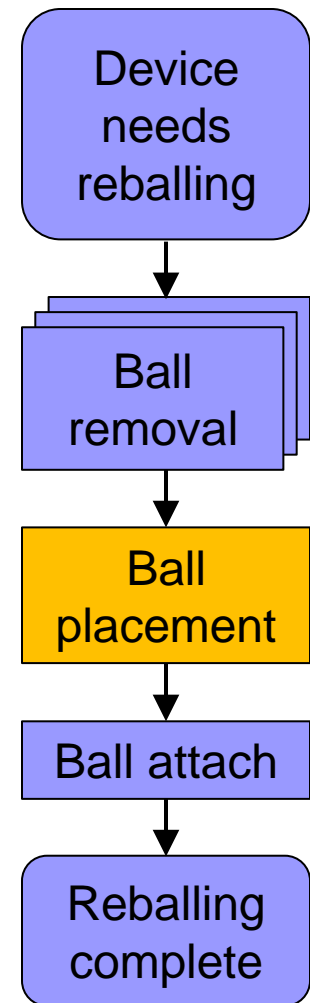 Device
needs
reballing
Ball
removal
Ball
placement
Ball attach
Reballing
complete